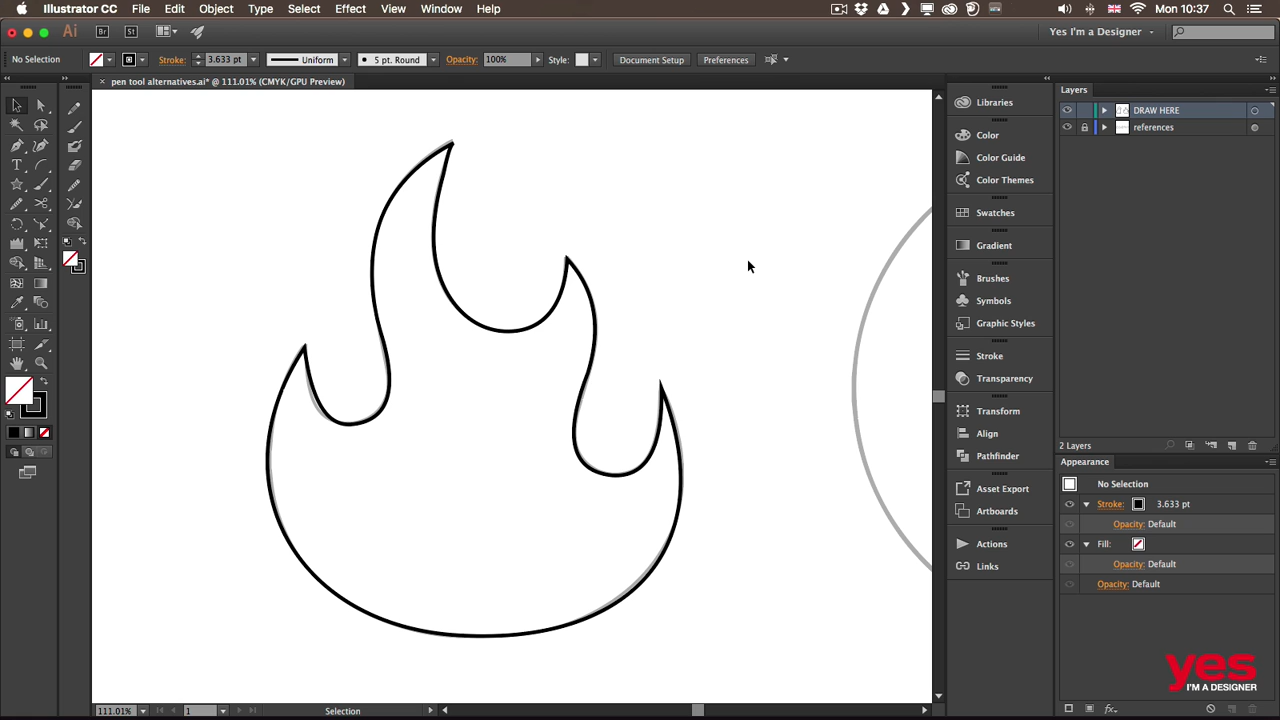 Illustrator CC File Edit Object Type Select Effect View Window Help Mon 10:37
Ai Br St Yes I'm a Designer
No Selection Stroke: 3.633 pt Uniform 5 pt. Round Opacity: 100% Style: Document Setup Preferences
× pen tool alternatives.ai* @ 111.01% (CMYK/GPU Preview)
Libraries
Color
Color Guide
Color Themes
Swatches
Gradient
Brushes
Symbols
Graphic Styles
Stroke
Transparency
Transform
Align
Pathfinder
Asset Export
Artboards
Actions
Links
Layers
DRAW HERE
references
2 Layers
Appearance
No Selection
Stroke: 3.633 pt
Opacity: Default
Fill:
Opacity: Default
Opacity: Default
yes
I'M A DESIGNER
111.01% 1 Selection
fx